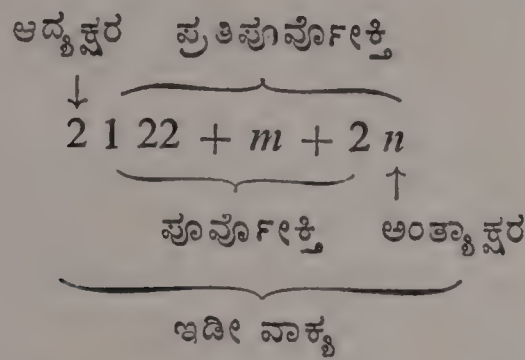 ಆದ್ಯಕ್ಷರ ಪ್ರತಿಪೂರ್ವೋಕ್ತಿ
↓
2 1 22 + m + 2 n
↑
ಪೂರ್ವೋಕ್ತಿ ಅಂತ್ಯಾಕ್ಷರ
ಇಡೀ ವಾಕ್ಯ